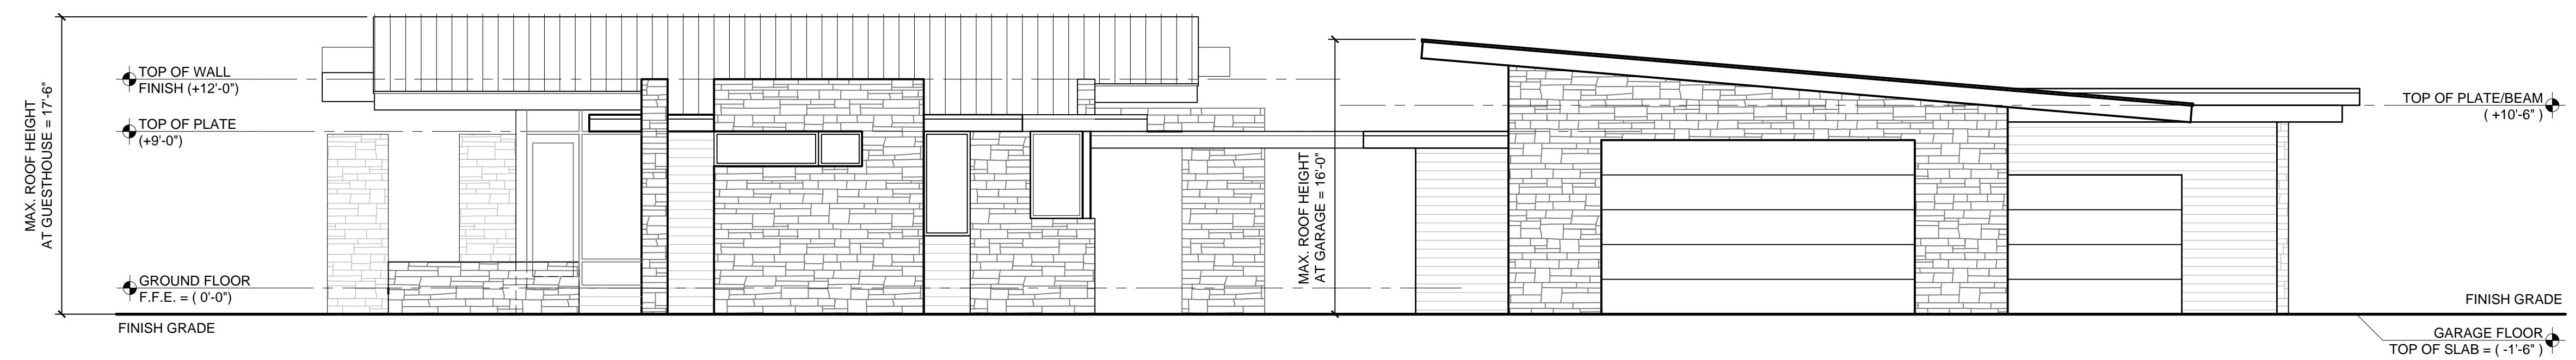 MAX. ROOF HEIGHT
AT GUESTHOUSE = 17'-6"
TOP OF WALL
FINISH (+12'-0")
TOP OF PLATE
(+9'-0")
GROUND FLOOR
F.F.E. = ( 0'-0")
FINISH GRADE
MAX. ROOF HEIGHT
AT GARAGE = 16'-0"
TOP OF PLATE/BEAM
( +10'-6" )
FINISH GRADE
GARAGE FLOOR
TOP OF SLAB = ( -1'-6" )